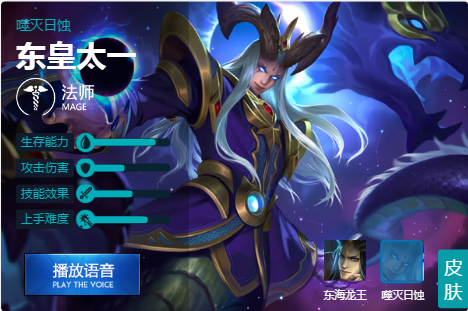 噬灭日蚀
东皇太一
法师
MAGE
生存能力
攻击伤害
技能效果
上手难度
播放语音
PLAY THE VOICE
东海龙王
噬灭日蚀
皮肤